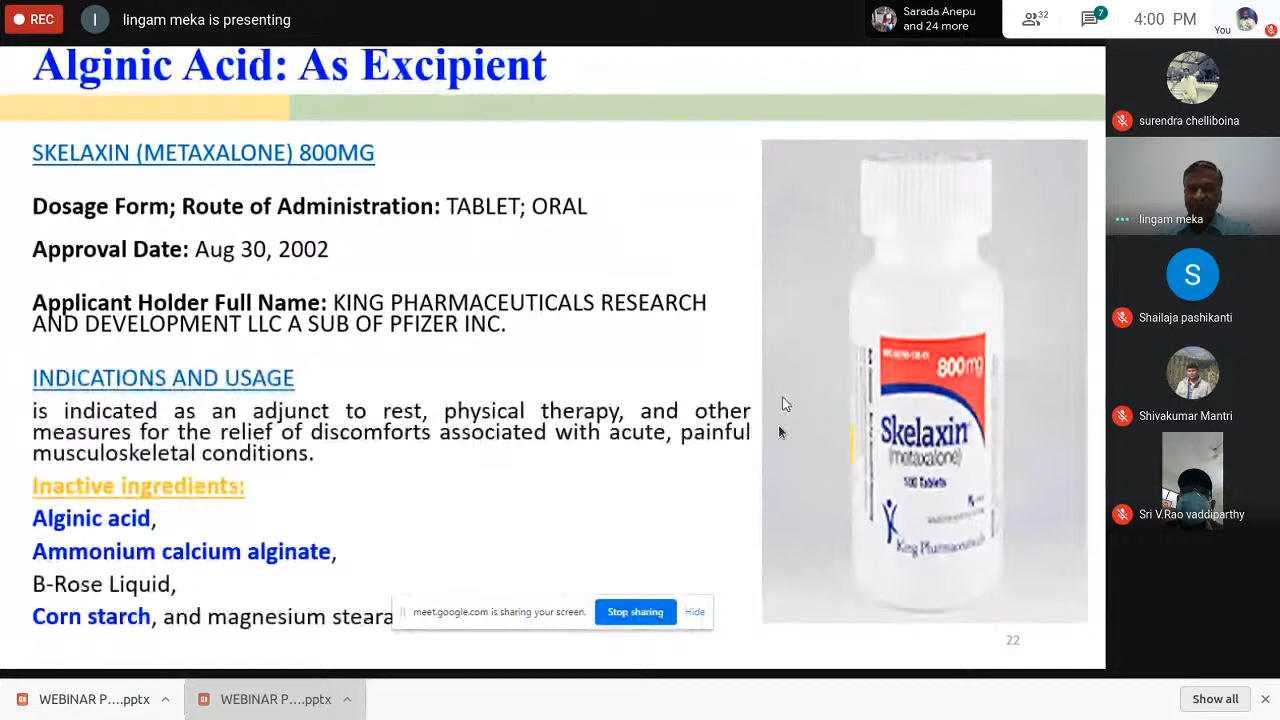 REC
lingam meka is presenting
Sarada Anepu
and 24 more
32
7
4:00 PM
You
Alginic Acid: As Excipient
SKELAXIN (METAXALONE) 800MG
Dosage Form; Route of Administration: TABLET; ORAL
Approval Date: Aug 30, 2002
Applicant Holder Full Name: KING PHARMACEUTICALS RESEARCH
AND DEVELOPMENT LLC A SUB OF PFIZER INC.
INDICATIONS AND USAGE
is indicated as an adjunct to rest, physical therapy, and other
measures for the relief of discomforts associated with acute, painful
musculoskeletal conditions.
Inactive ingredients:
Alginic acid,
Ammonium calcium alginate,
B-Rose Liquid,
Corn starch, and magnesium steara
800mg
Skelaxin
(metaxalone)
100 Tablets
King Pharmaceuticals
22
meet.google.com is sharing your screen.
Stop sharing
Hide
surendra chelliboina
lingam meka
S
Shailaja pashikanti
Shivakumar Mantri
Sri V.Rao vaddiparthy
WEBINAR P....pptx
WEBINAR P....pptx
Show all